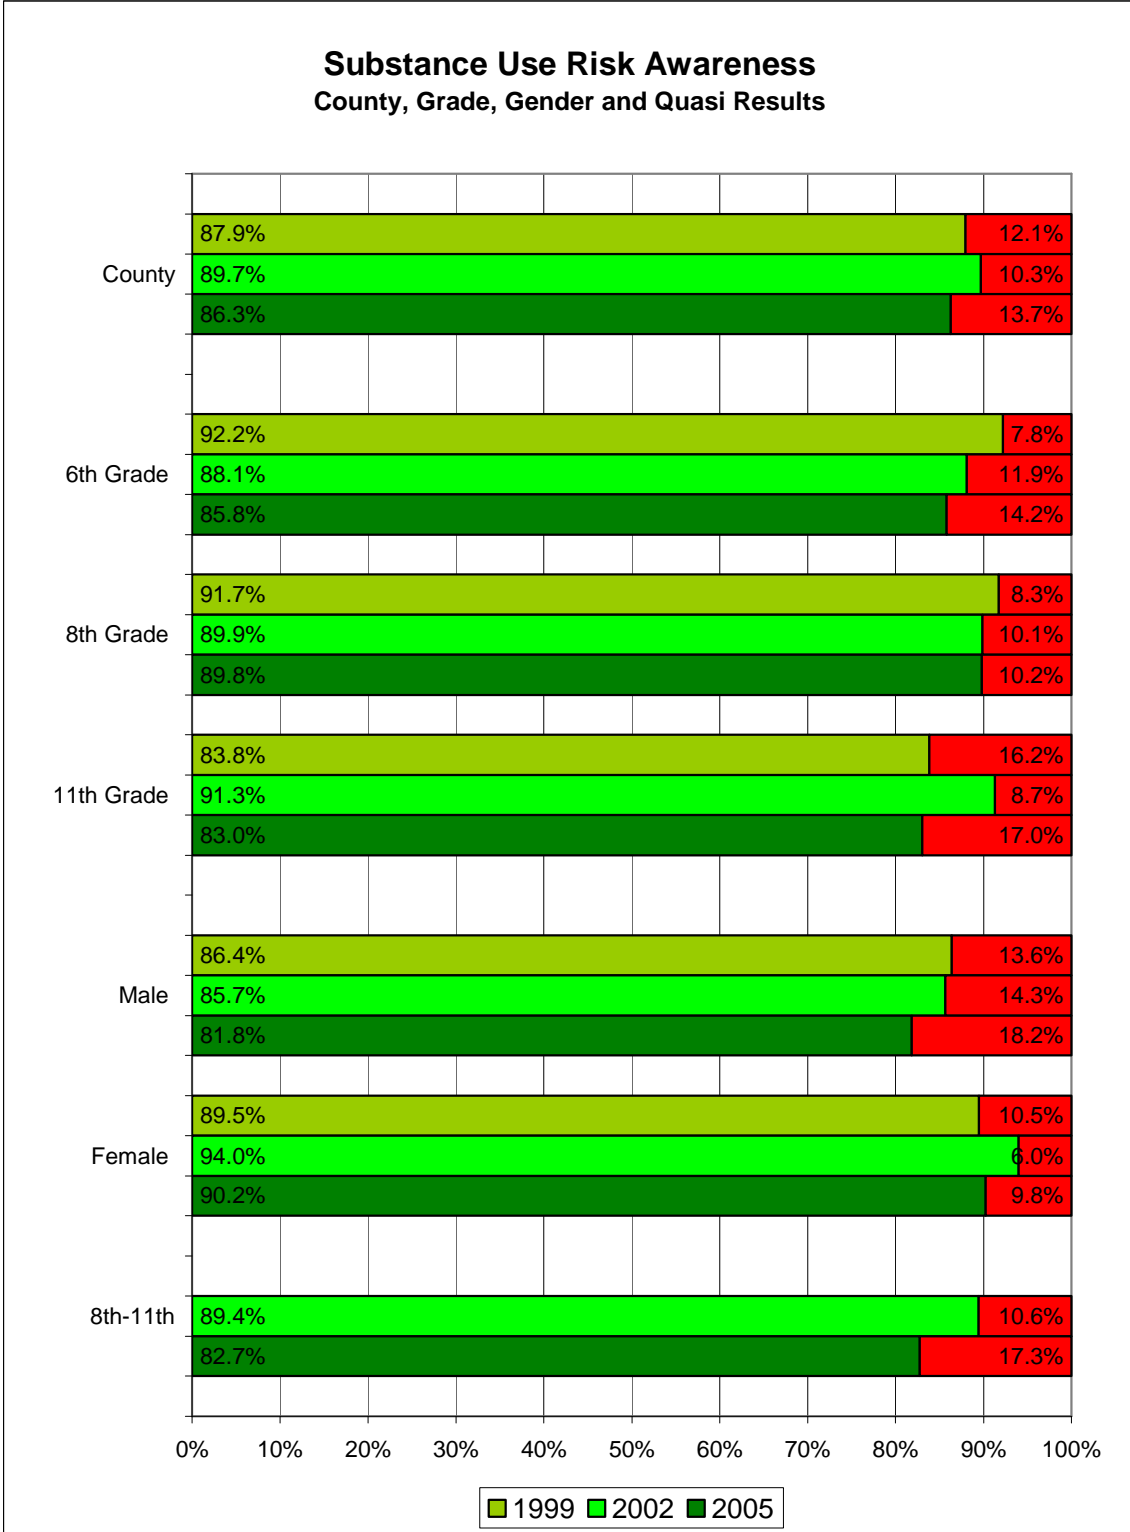 Substance Use Risk Awareness
County, Grade, Gender and Quasi Results
87.9% 12.1%
County 89.7% 10.3%
86.3% 13.7%
92.2% 7.8%
6th Grade 88.1% 11.9%
85.8% 14.2%
91.7% 8.3%
8th Grade 89.9% 10.1%
89.8% 10.2%
83.8% 16.2%
11th Grade 91.3% 8.7%
83.0% 17.0%
86.4% 13.6%
Male 85.7% 14.3%
81.8% 18.2%
89.5% 10.5%
Female 94.0% 6.0%
90.2% 9.8%
8th-11th 89.4% 10.6%
82.7% 17.3%
0% 10% 20% 30% 40% 50% 60% 70% 80% 90% 100%
1999 2002 2005